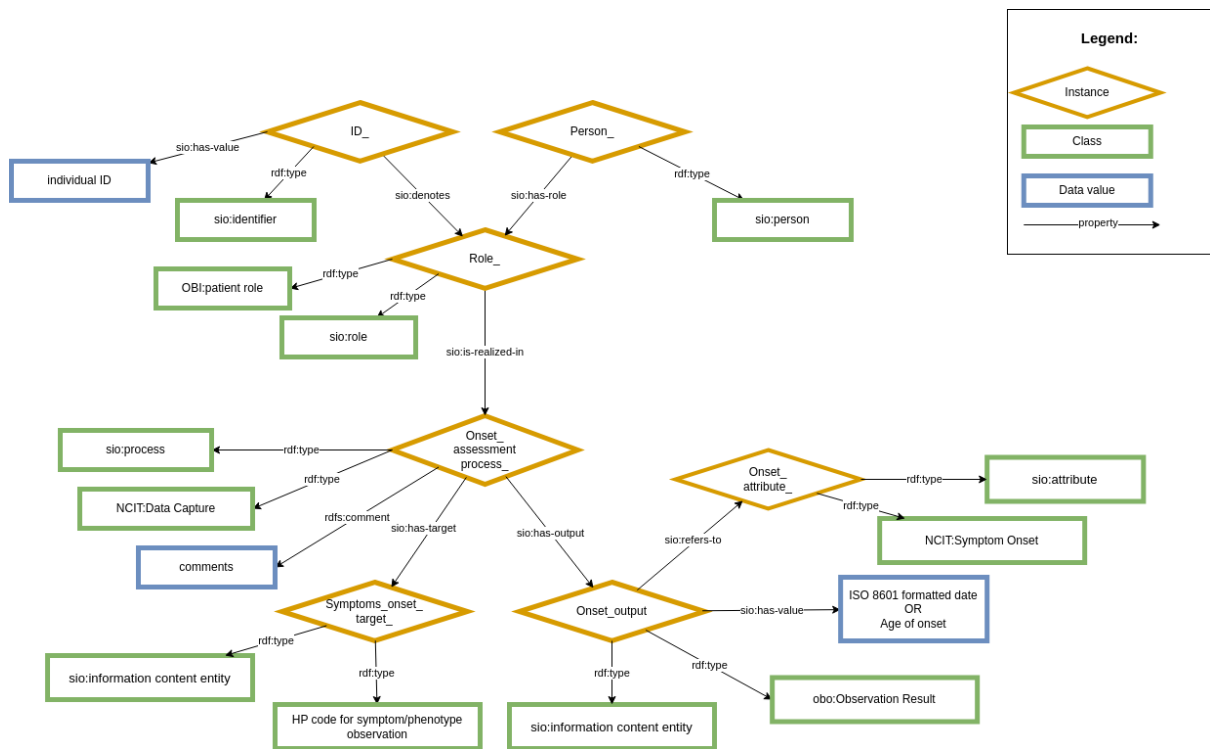 Legend:
Instance
Class
Data value
property
ID_
Person_
sio:has-value
rdf:type
rdf:type
individual ID
sio:denotes
sio:has-role
sio:identifier
sio:person
Role_
rdf:type
OBI:patient role
rdf:type
sio:role
sio:is-realized-in
Onset_
assessment
process_
sio:process
rdf:type
rdf:type
NCIT:Data Capture
rdfs:comment
sio:has-target
sio:has-output
comments
Onset_
attribute_
rdf:type
sio:attribute
rdf:type
NCIT:Symptom Onset
sio:refers-to
Symptoms_onset_
target_
Onset_output
sio:has-value
ISO 8601 formatted date
OR
Age of onset
rdf:type
rdf:type
rdf:type
rdf:type
sio:information content entity
HP code for symptom/phenotype
observation
sio:information content entity
obo:Observation Result